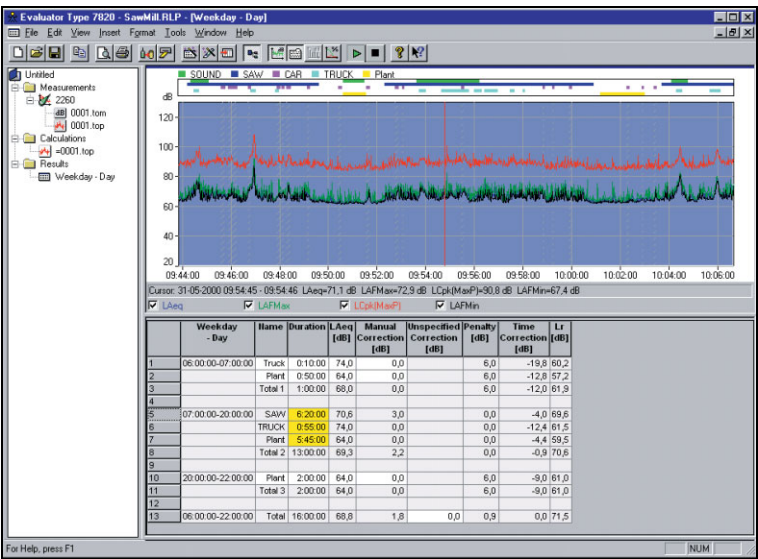 Evaluator Type 7820 - SawMill.RLP - [Weekday - Day]
File Edit View Insert Format Tools Window Help
Untitled
Measurements
2260
0001.tom
0001.top
Calculations
=0001.top
Results
Weekday - Day
SOUND SAW CAR TRUCK Plant
dB
120
100
80
60
40
20
09:44:00 09:46:00 09:48:00 09:50:00 09:52:00 09:54:00 09:56:00 09:58:00 10:00:00 10:02:00 10:04:00 10:06:00
Cursor: 31-05-2000 09:54:45 - 09:54:46 LAeq=71,1 dB LAFMax=72,9 dB LCpk(MaxP)=90,8 dB LAFMin=67,4 dB
LAeq LAFMax LCpk(MaxP) LAFMin
Weekday - Day Name Duration LAeq [dB] Manual Correction [dB] Unspecified Correction [dB] Penalty [dB] Time Correction [dB] Lr [dB]
1 06:00:00-07:00:00 Truck 0:10:00 74,0 0,0 6,0 -19,8 60,2
2 Plant 0:50:00 64,0 0,0 6,0 -12,8 57,2
3 Total 1 1:00:00 68,0 0,0 6,0 -12,0 61,9
4
5 07:00:00-20:00:00 SAW 6:20:00 70,6 3,0 0,0 -4,0 69,6
6 TRUCK 0:55:00 74,0 0,0 0,0 -12,4 61,5
7 Plant 5:45:00 64,0 0,0 0,0 -4,4 59,5
8 Total 2 13:00:00 69,3 2,2 0,0 -0,9 70,6
9
10 20:00:00-22:00:00 Plant 2:00:00 64,0 0,0 6,0 -9,0 61,0
11 Total 3 2:00:00 64,0 0,0 6,0 -9,0 61,0
12
13 06:00:00-22:00:00 Total 16:00:00 68,8 1,8 0,0 0,9 0,0 71,5
For Help, press F1 NUM